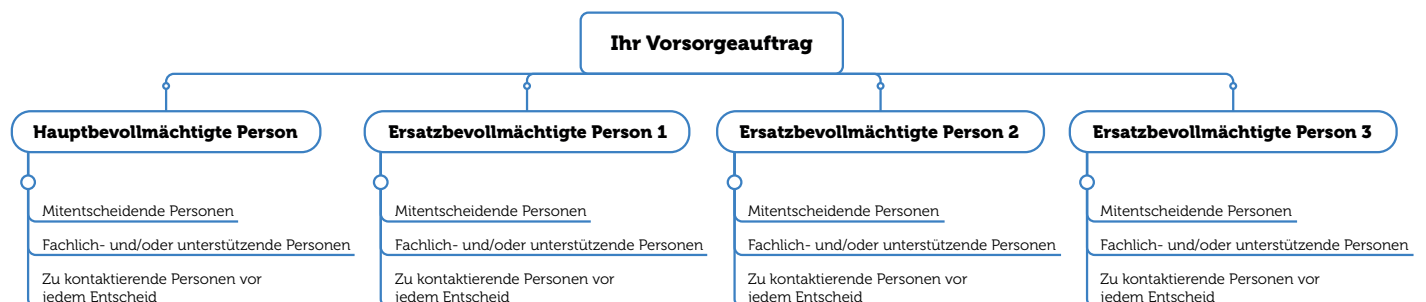 Ihr Vorsorgeauftrag
Hauptbevollmächtigte Person
Ersatzbevollmächtigte Person 1
Ersatzbevollmächtigte Person 2
Ersatzbevollmächtigte Person 3
Mitentscheidende Personen
Fachlich- und/oder unterstützende Personen
Zu kontaktierende Personen vor
jedem Entscheid
Mitentscheidende Personen
Fachlich- und/oder unterstützende Personen
Zu kontaktierende Personen vor
jedem Entscheid
Mitentscheidende Personen
Fachlich- und/oder unterstützende Personen
Zu kontaktierende Personen vor
jedem Entscheid
Mitentscheidende Personen
Fachlich- und/oder unterstützende Personen
Zu kontaktierende Personen vor
jedem Entscheid